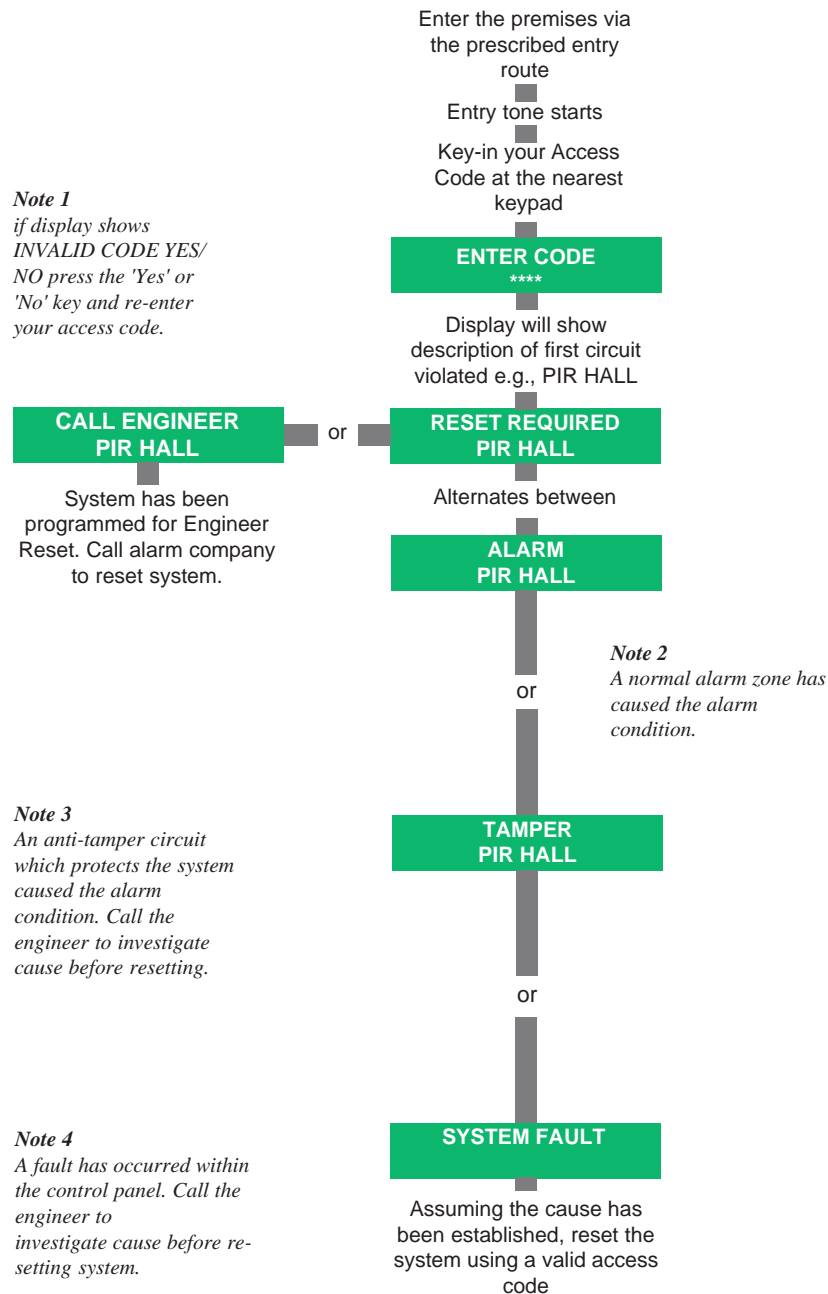 Enter the premises via
the prescribed entry
route
Entry tone starts
Key-in your Access
Code at the nearest
keypad
Note 1
if display shows
INVALID CODE YES/
NO press the 'Yes' or
'No' key and re-enter
your access code.
ENTER CODE
****
Display will show
description of first circuit
violated e.g., PIR HALL
CALL ENGINEER
PIR HALL
or
RESET REQUIRED
PIR HALL
System has been
programmed for Engineer
Reset. Call alarm company
to reset system.
Alternates between
ALARM
PIR HALL
Note 2
A normal alarm zone has
caused the alarm
condition.
or
Note 3
An anti-tamper circuit
which protects the system
caused the alarm
condition. Call the
engineer to investigate
cause before resetting.
TAMPER
PIR HALL
or
Note 4
A fault has occurred within
the control panel. Call the
engineer to
investigate cause before re-
setting system.
SYSTEM FAULT
Assuming the cause has
been established, reset the
system using a valid access
code